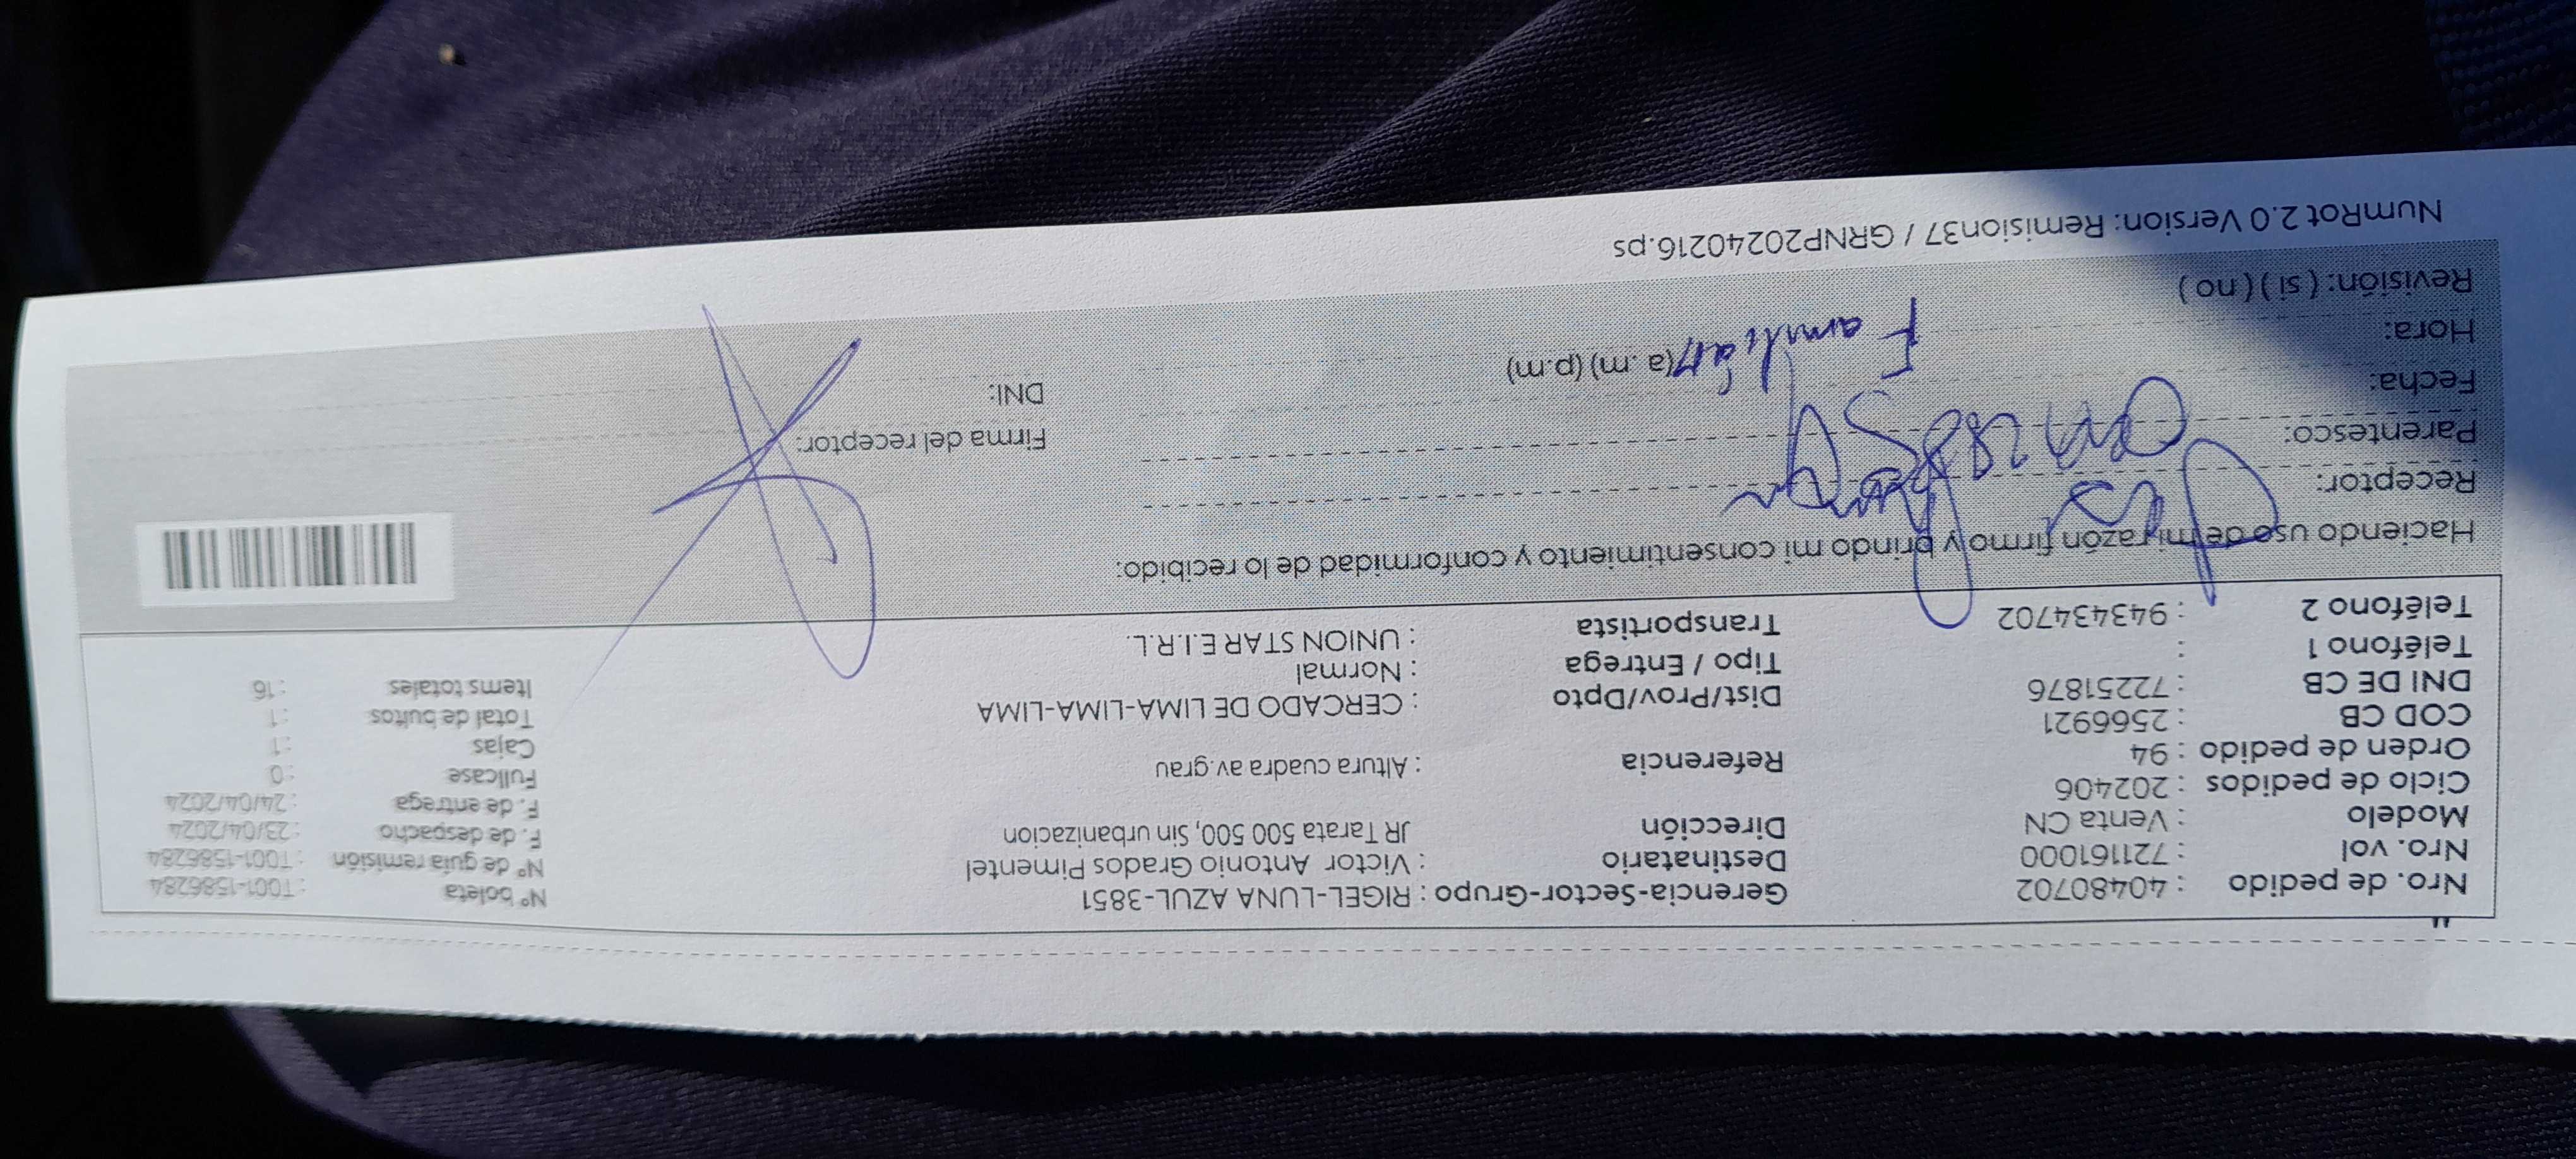 Nro. de pedido : 40480702 Gerencia-Sector-Grupo : RIGEL-LUNA AZUL-3851 N° boleta : T001-1586284
Nro. vol : 721161000 Destinatario : Victor Antonio Grados Pimentel N° de guia remisión : T001-1586284
Modelo : Venta CN Dirección JR Tarata 500 500, Sin urbanizacion F. de despacho : 23/04/2024
Ciclo de pedidos : 202406 F. de entrega : 24/04/2024
Orden de pedido : 94 Referencia : Altura cuadra av.grau Fullcase : 0
COD CB : 2566921 Cajas : 1
DNI DE CB : 72251876 Dist/Prov/Dpto : CERCADO DE LIMA-LIMA-LIMA Total de bultos : 1
Teléfono 1 : Tipo / Entrega : Normal Items totales : 16
Teléfono 2 : 943434702 Transportista : UNION STAR E.I.R.L.
Haciendo uso de mi razón firmo y brindo mi consentimiento y conformidad de lo recibido:
Receptor:
Parentesco: Firma del receptor:
Fecha: DNI:
Hora: Familiar (a.m) (p.m)
Revisión: ( si ) ( no )
NumRot 2.0 Version: Remision37 / GRNP20240216.ps